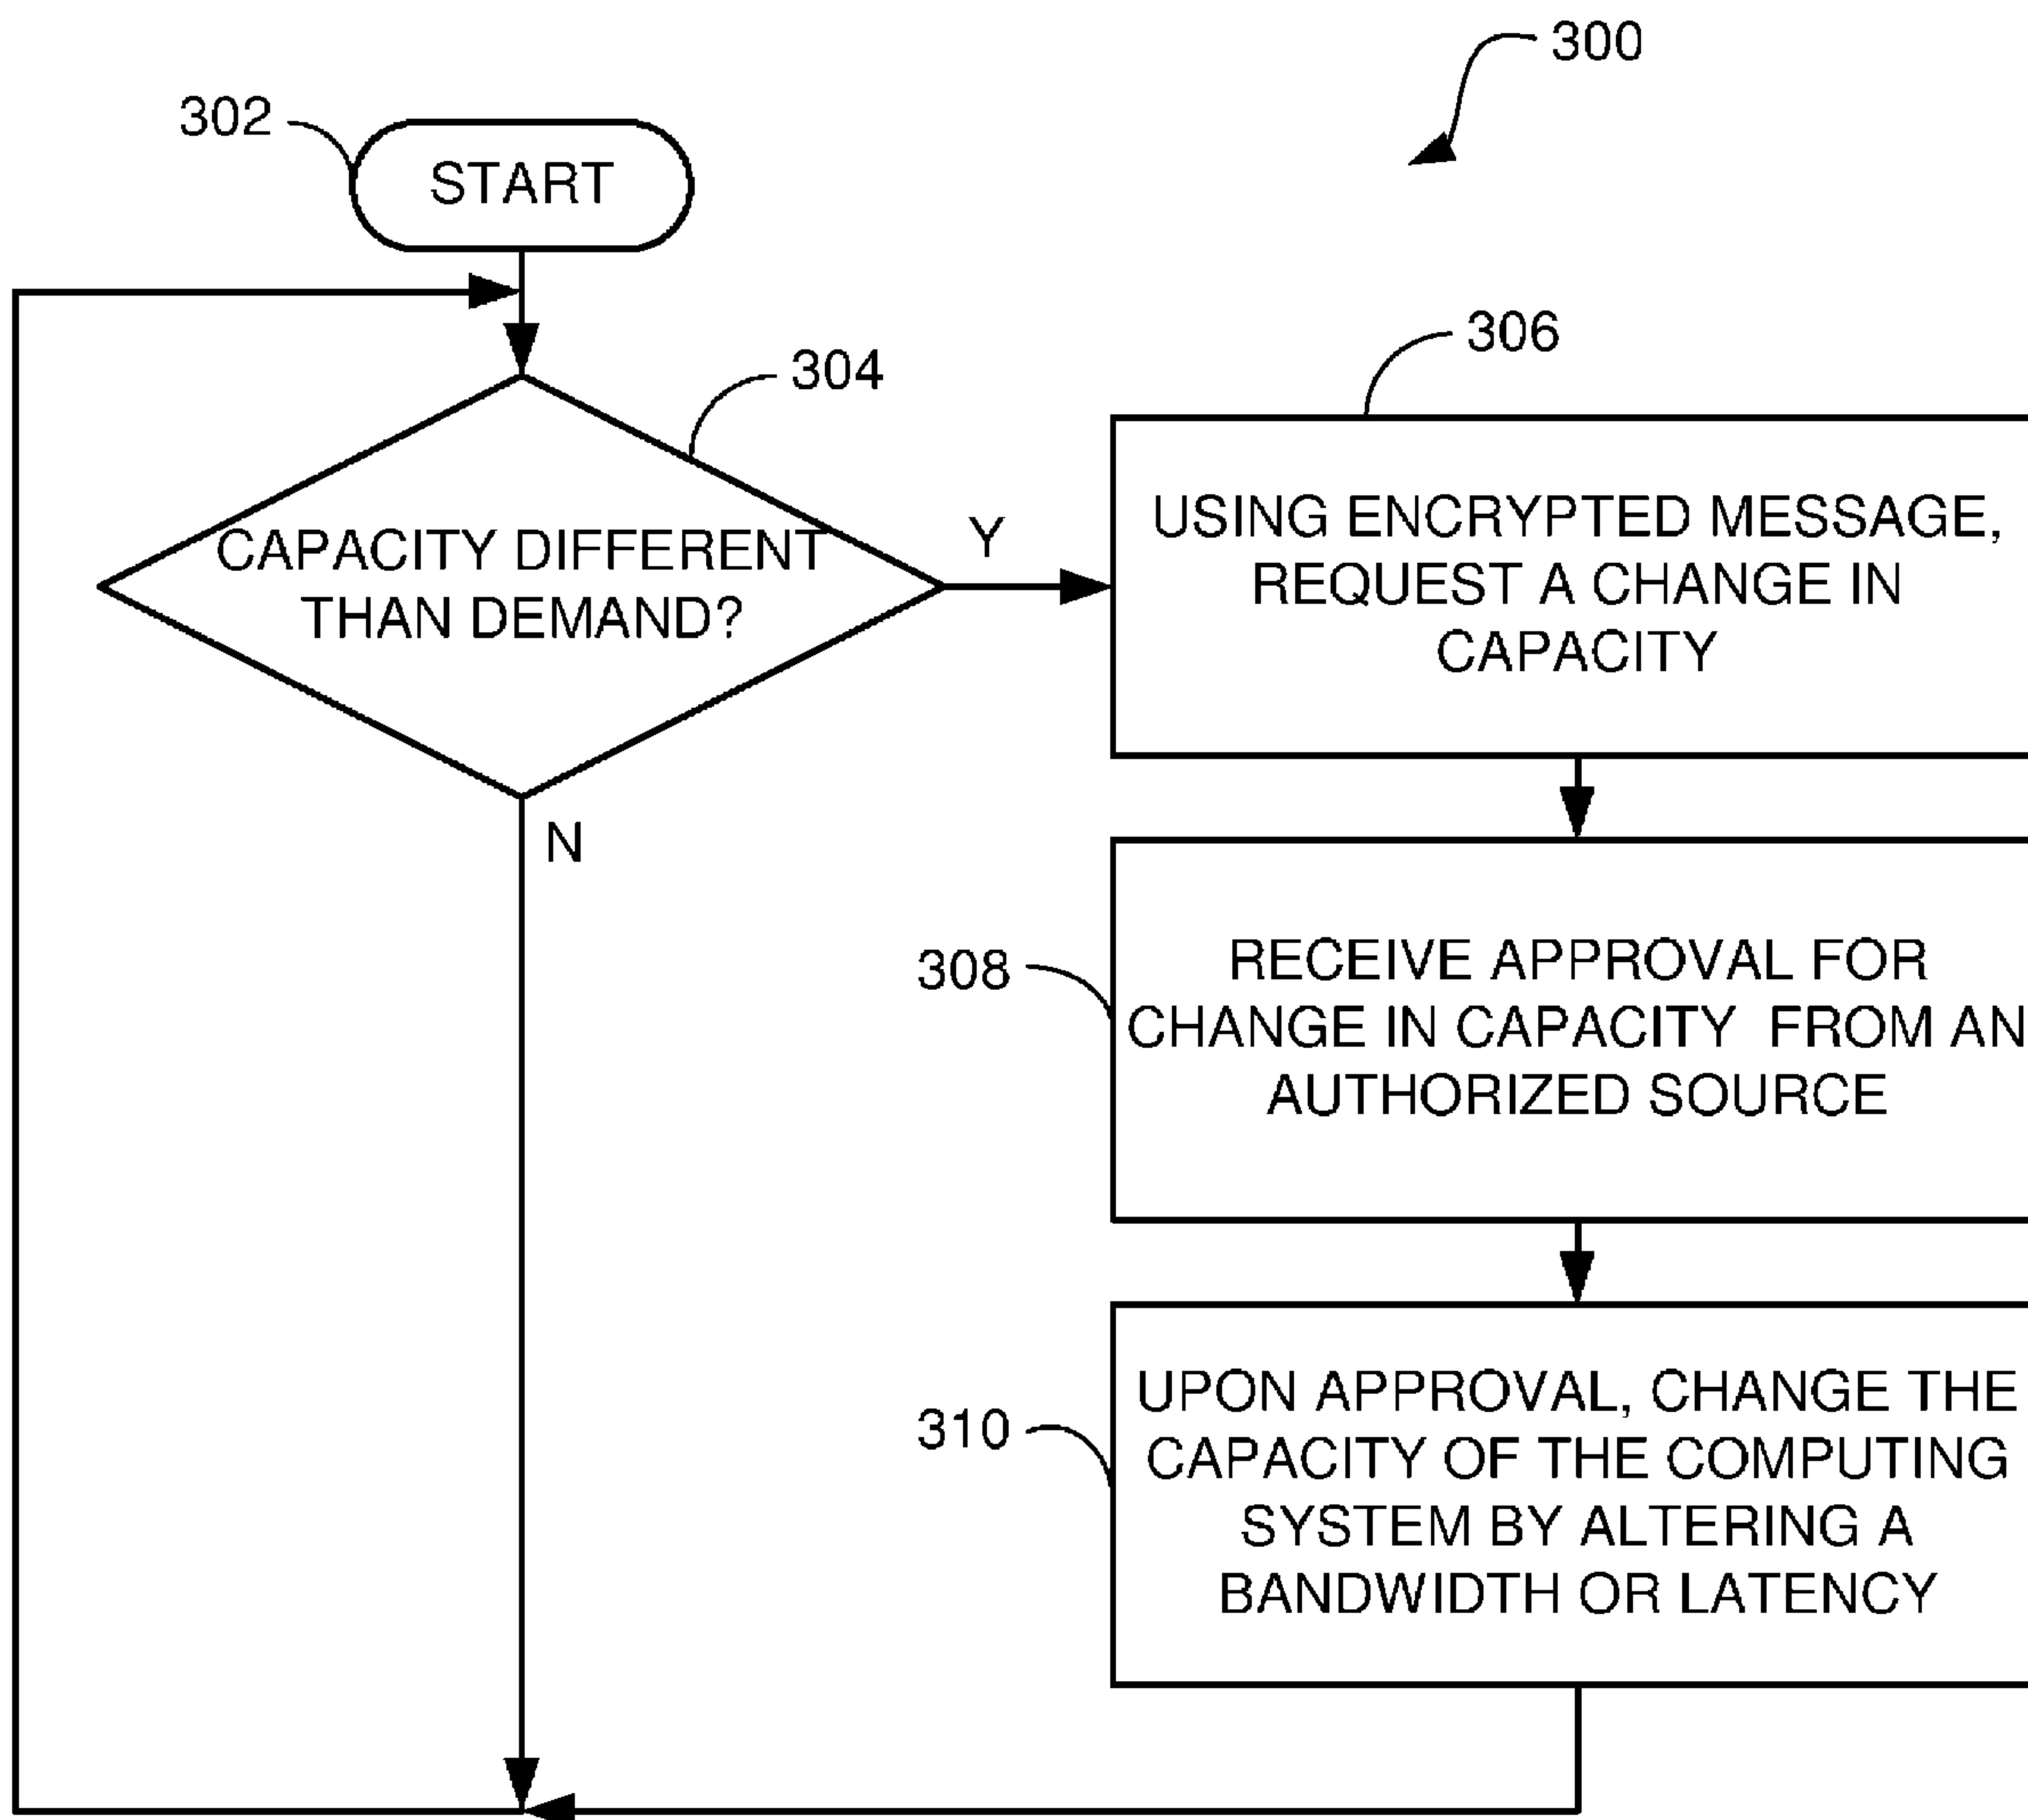 300
302
START
304
CAPACITY DIFFERENT
THAN DEMAND?
Y
N
306
USING ENCRYPTED MESSAGE,
REQUEST A CHANGE IN
CAPACITY
308
RECEIVE APPROVAL FOR
CHANGE IN CAPACITY FROM AN
AUTHORIZED SOURCE
310
UPON APPROVAL, CHANGE THE
CAPACITY OF THE COMPUTING
SYSTEM BY ALTERING A
BANDWIDTH OR LATENCY